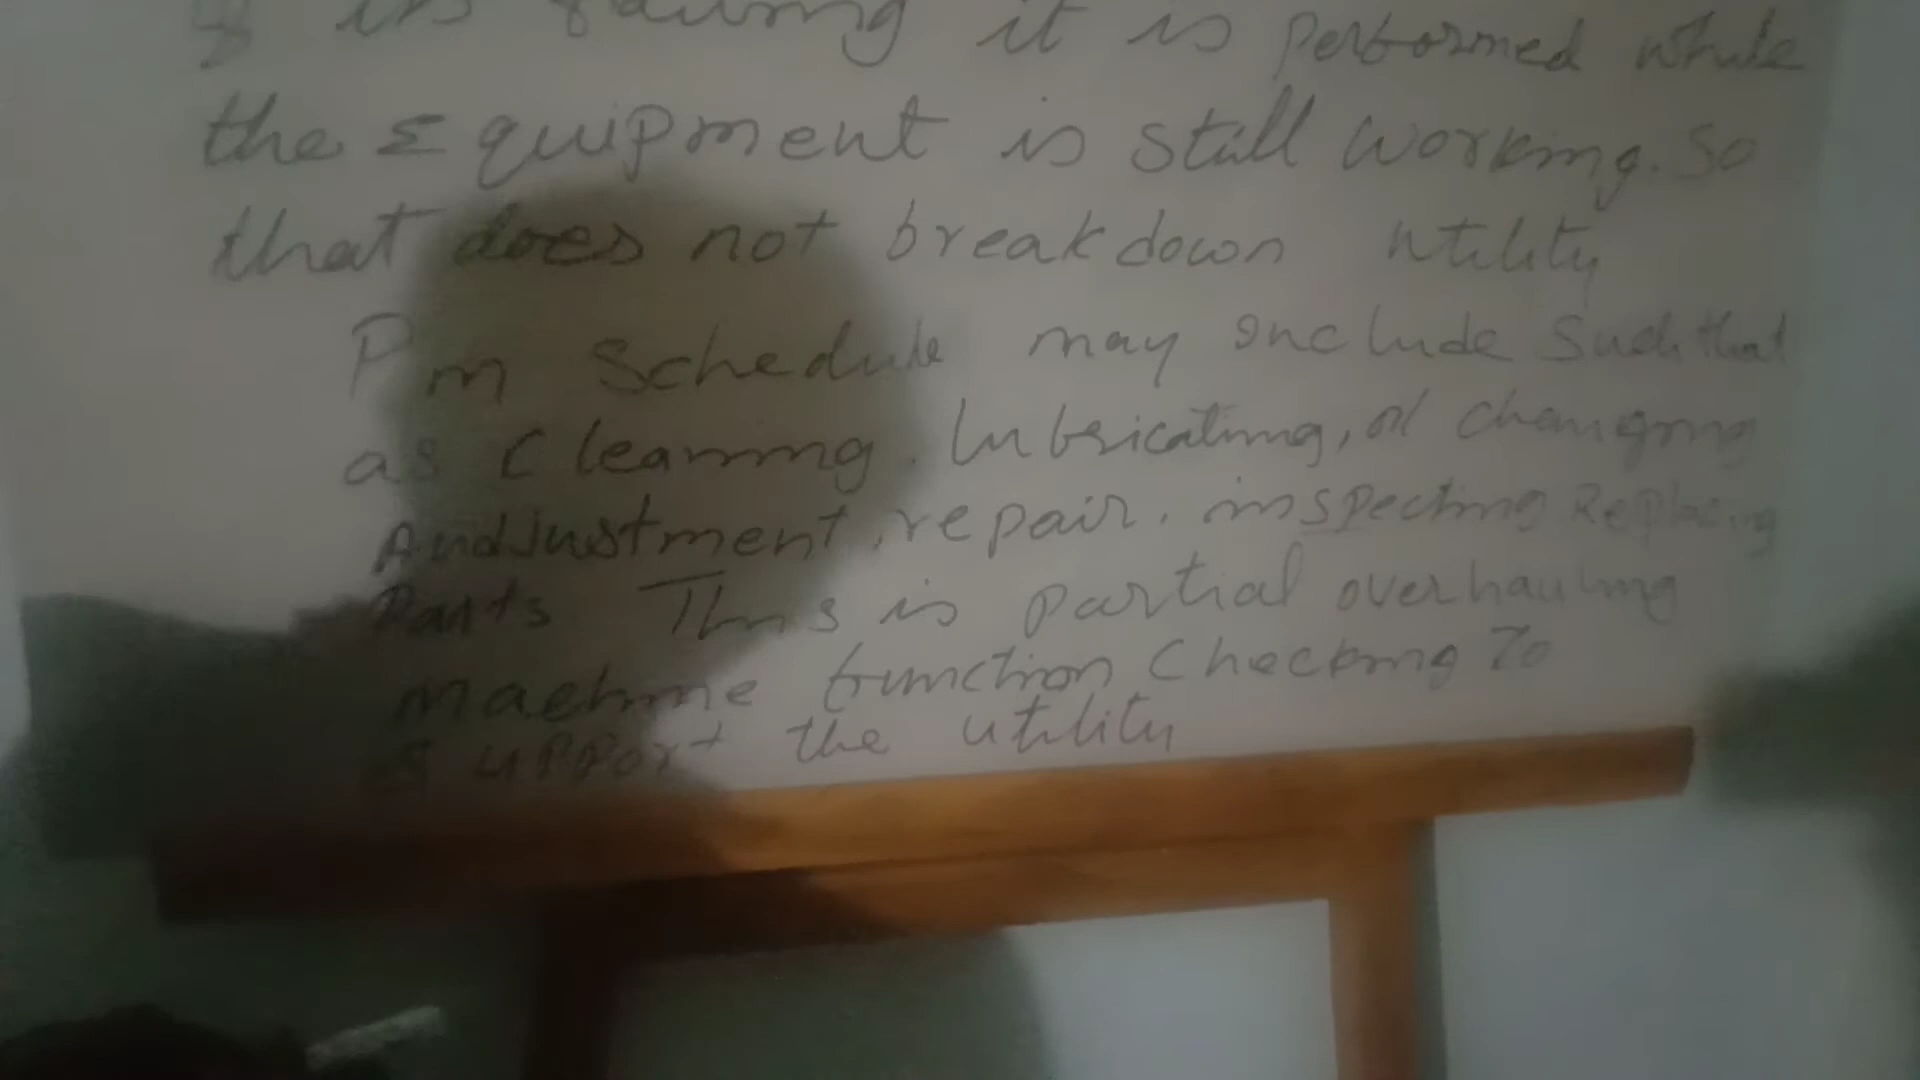 of its failing it is performed while
the Equipment is still working. So
that does not breakdown utility
Pm Schedule may include Such that
as Cleaning. lubricating, oil changing
Andjustment, repair. inspecting Replacing
Parts This is partial overhauling
machine function Checking To
support the utility